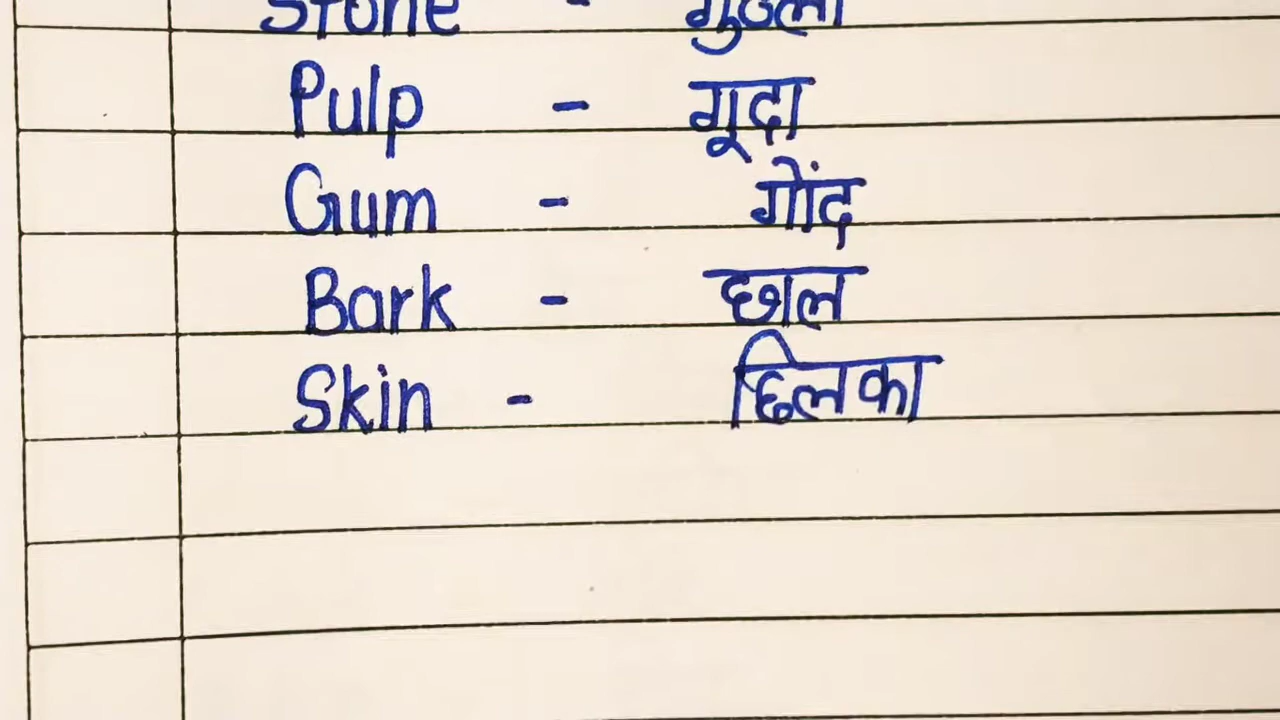 Stone - गुठली
Pulp - गूदा
Gum - गोंद
Bark - छाल
Skin - छिलका